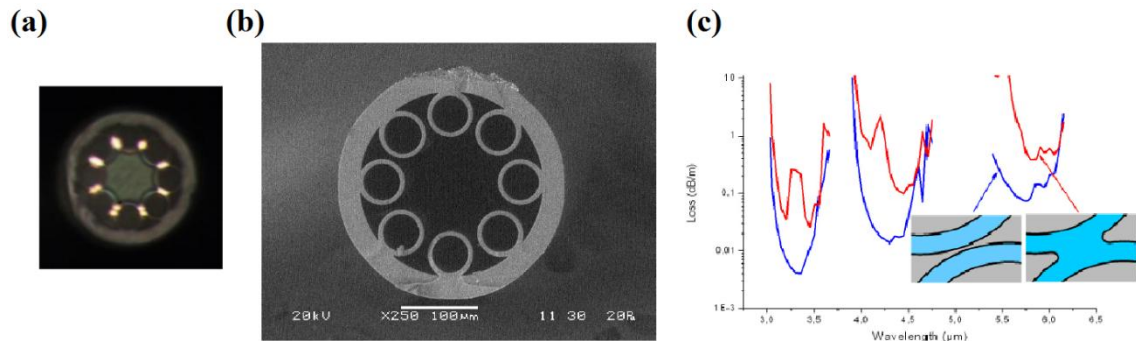 (a)
(b)
(c)
20kV X250 100μm 11 30 20R
Loss (dB/m)
10
1
0.1
0.01
1E-3
3.0 3.5 4.0 4.5 5.0 5.5 6.0 6.5
Wavelength (μm)